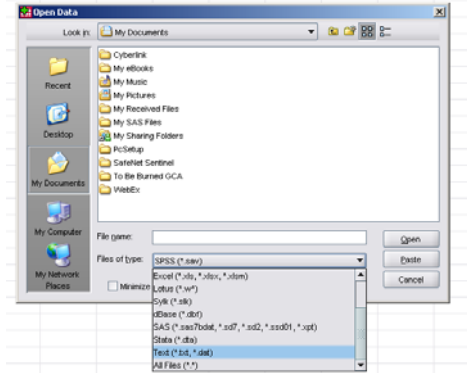 Open Data
Look in:
My Documents
Recent
Desktop
My Documents
My Computer
My Network
Places
Cyberlink
My eBooks
My Music
My Pictures
My Received Files
My SAS Files
My Sharing Folders
PcSetup
SafeNet Sentinel
To Be Burned GCA
WebEx
File name:
Open
Files of type:
SPSS (*.sav)
Paste
Minimize
Cancel
Excel (*.xls, *.xlsx, *.xlsm)
Lotus (*.w*)
Sylk (*.slk)
dBase (*.dbf)
SAS (*.sas7bdat, *.sd7, *.sd2, *.ssd01, *.xpt)
Stata (*.dta)
Text (*.txt, *.dat)
All Files (*.*)